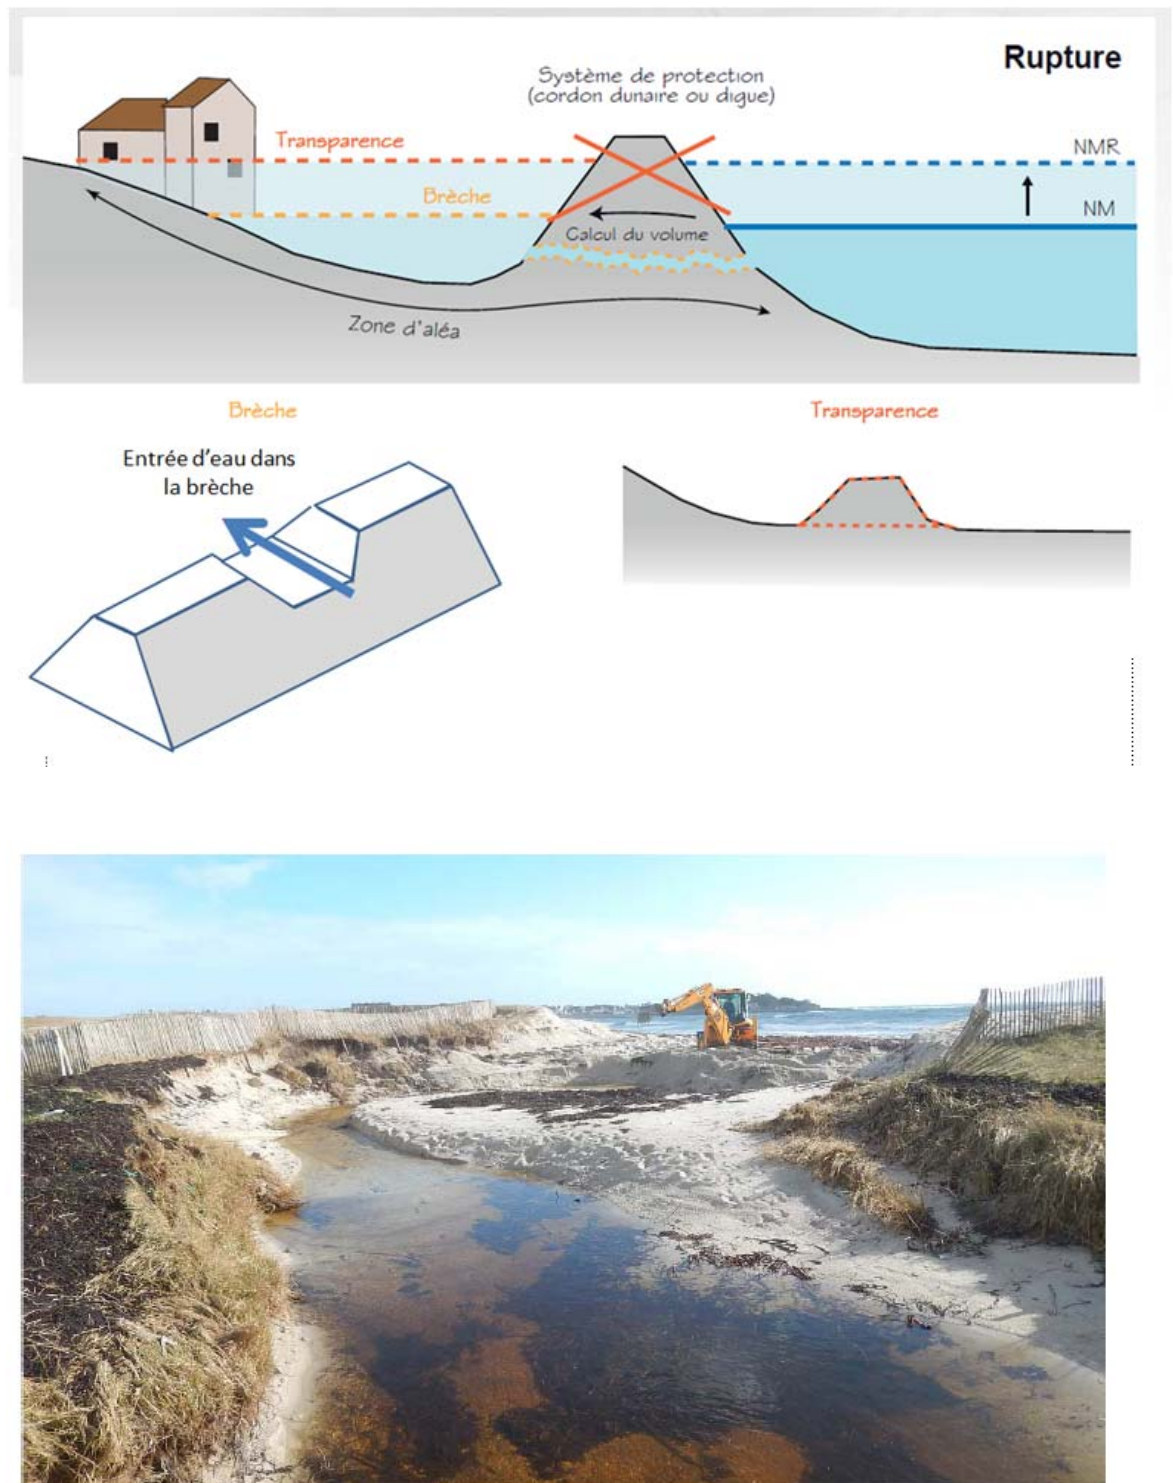 Rupture
Système de protection
(cordon dunaire ou digue)
Transparence
NMR
Brèche
NM
Calcul du volume
Zone d'aléa
Brèche
Transparence
Entrée d'eau dans
la brèche